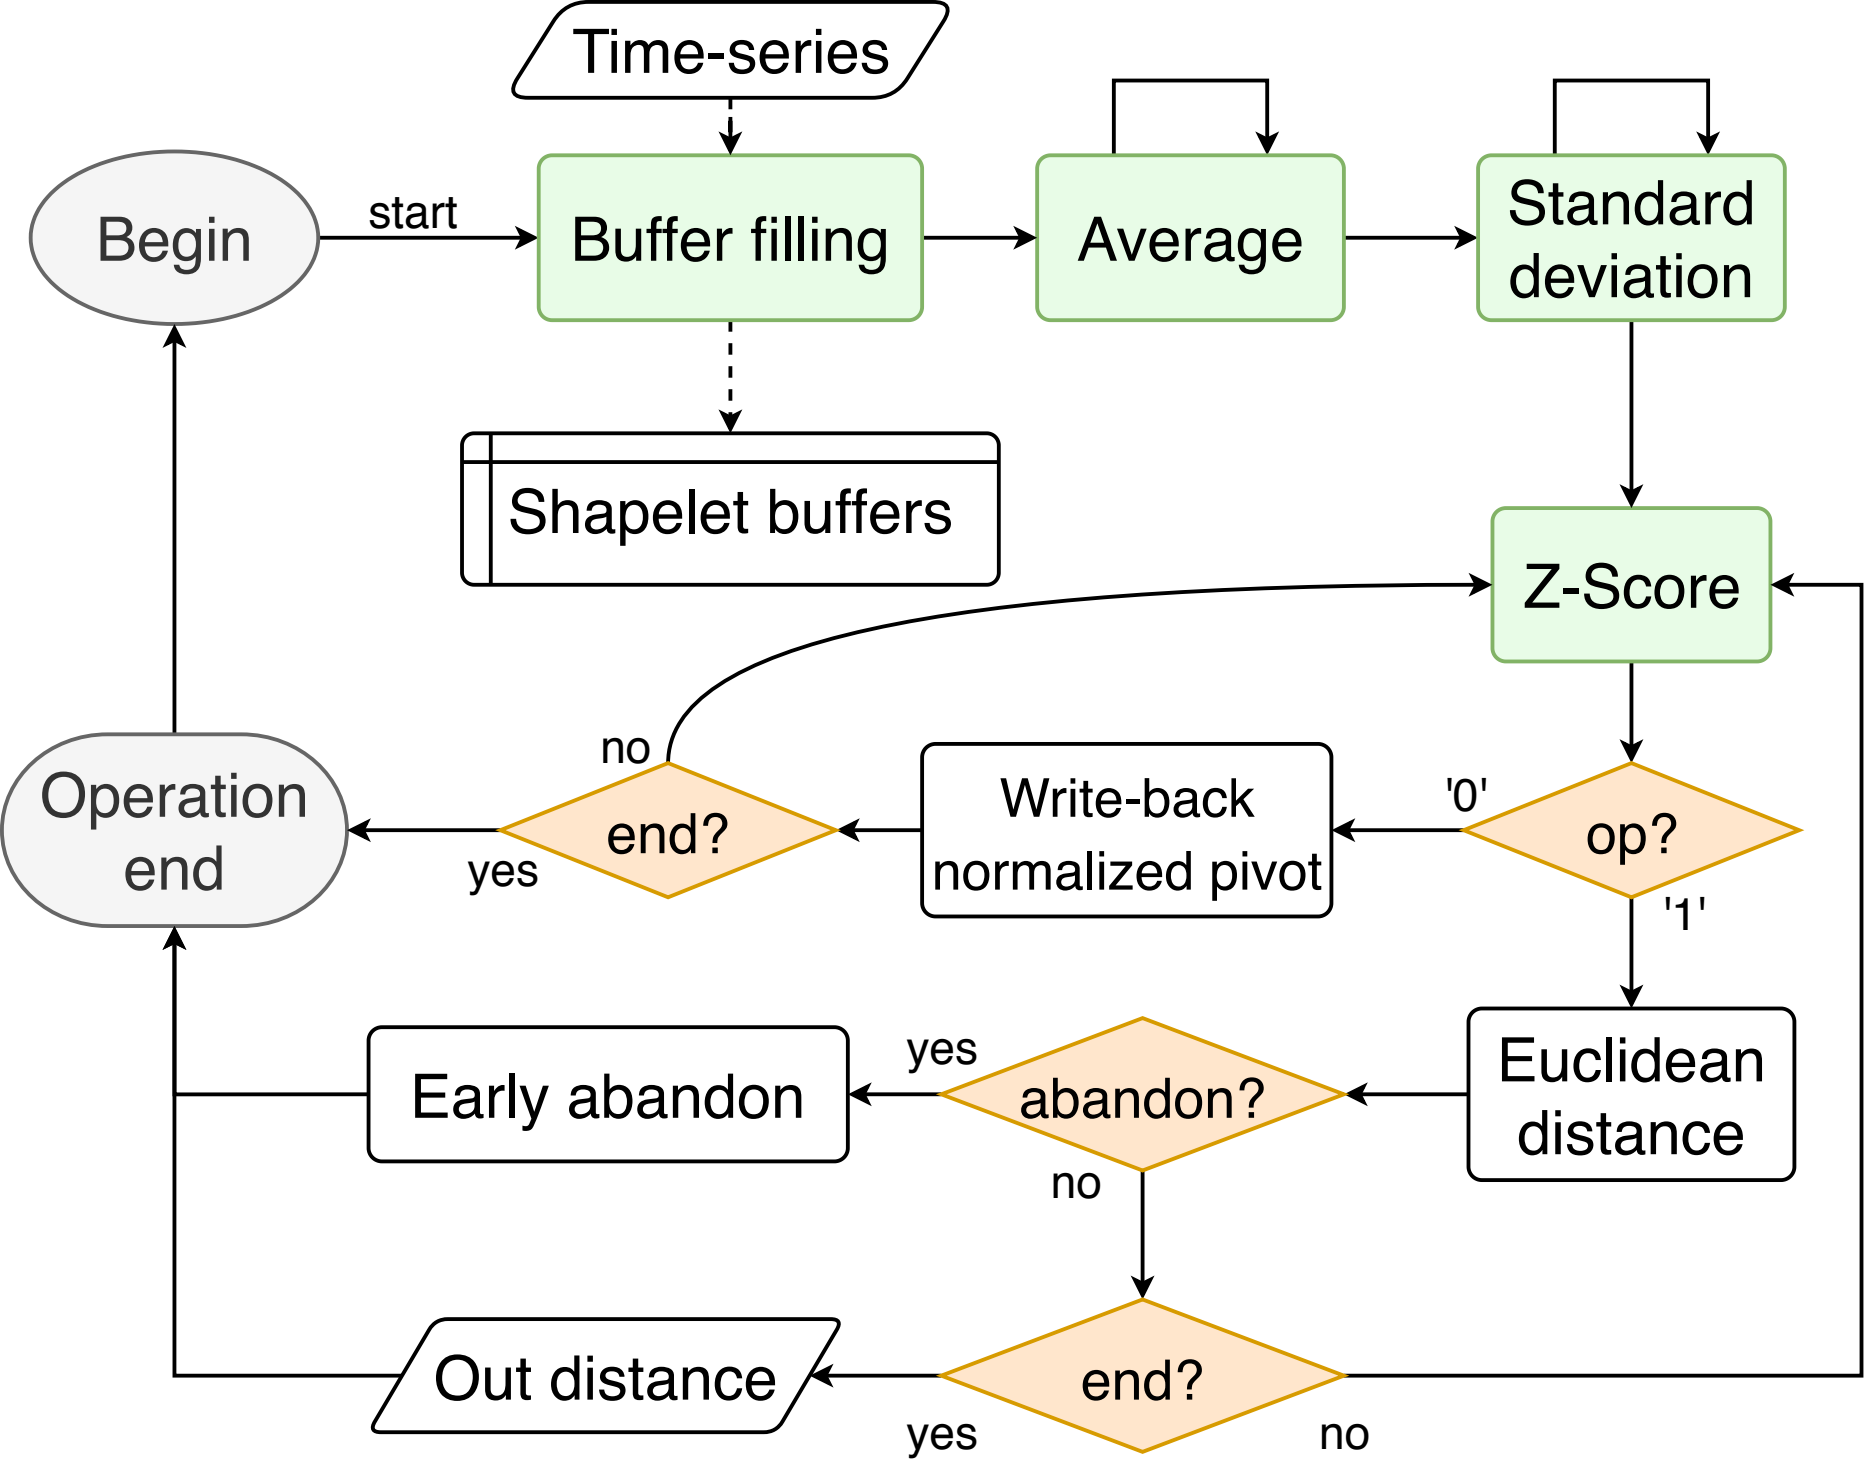 Time-series
Begin
start
Buffer filling
Average
Standard
deviation
Shapelet buffers
Z-Score
no
'0'
Operation
end
yes
end?
Write-back
normalized pivot
op?
'1'
Early abandon
yes
abandon?
no
Euclidean
distance
Out distance
yes
end?
no